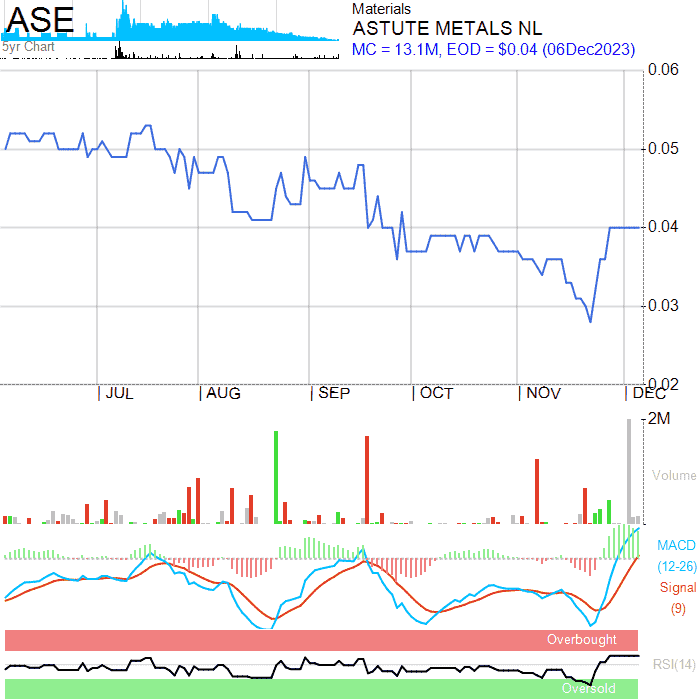 ASE
5yr Chart
Materials
ASTUTE METALS NL
MC = 13.1M, EOD = $0.04 (06Dec2023)
0.06
0.05
0.04
0.03
0.02
JUL AUG SEP OCT NOV DEC
2M
Volume
MACD
(12-26)
Signal
(9)
Overbought
RSI(14)
Oversold